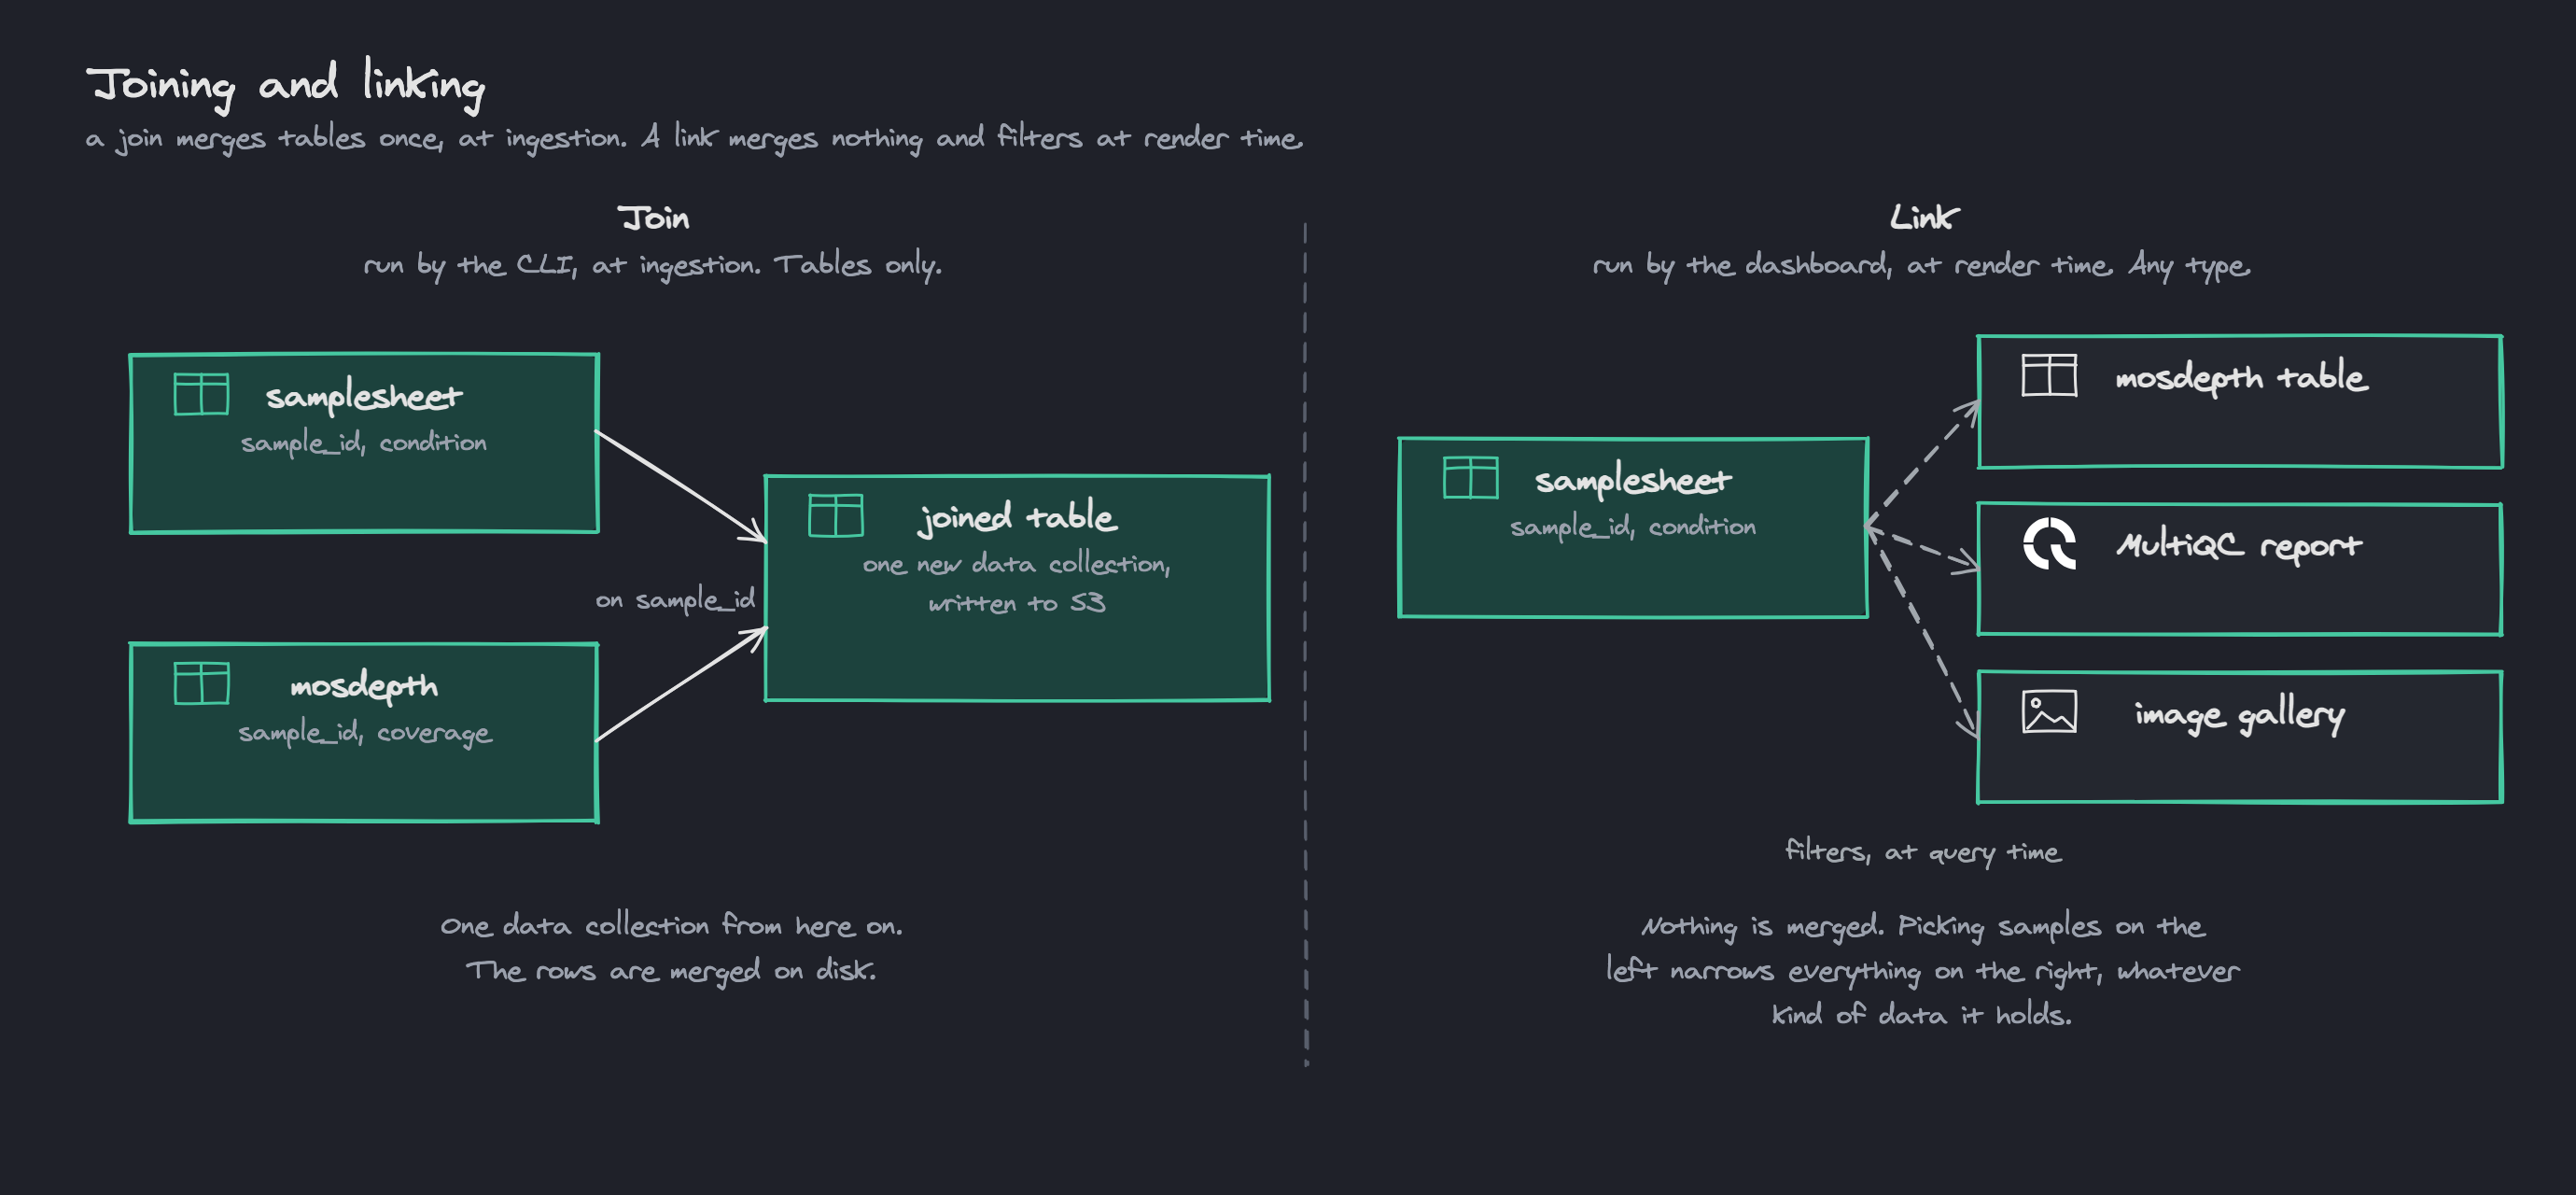 Joining and linking
a join merges tables once, at ingestion. A link merges nothing and filters at render time.
Join
run by the CLI, at ingestion. Tables only.
samplesheet
sample_id, condition
mosdepth
sample_id, coverage
on sample_id
joined table
one new data collection,
written to S3
One data collection from here on.
The rows are merged on disk.
Link
run by the dashboard, at render time. Any type.
samplesheet
sample_id, condition
mosdepth table
MultiQC report
image gallery
filters, at query time
Nothing is merged. Picking samples on the
left narrows everything on the right, whatever
kind of data it holds.